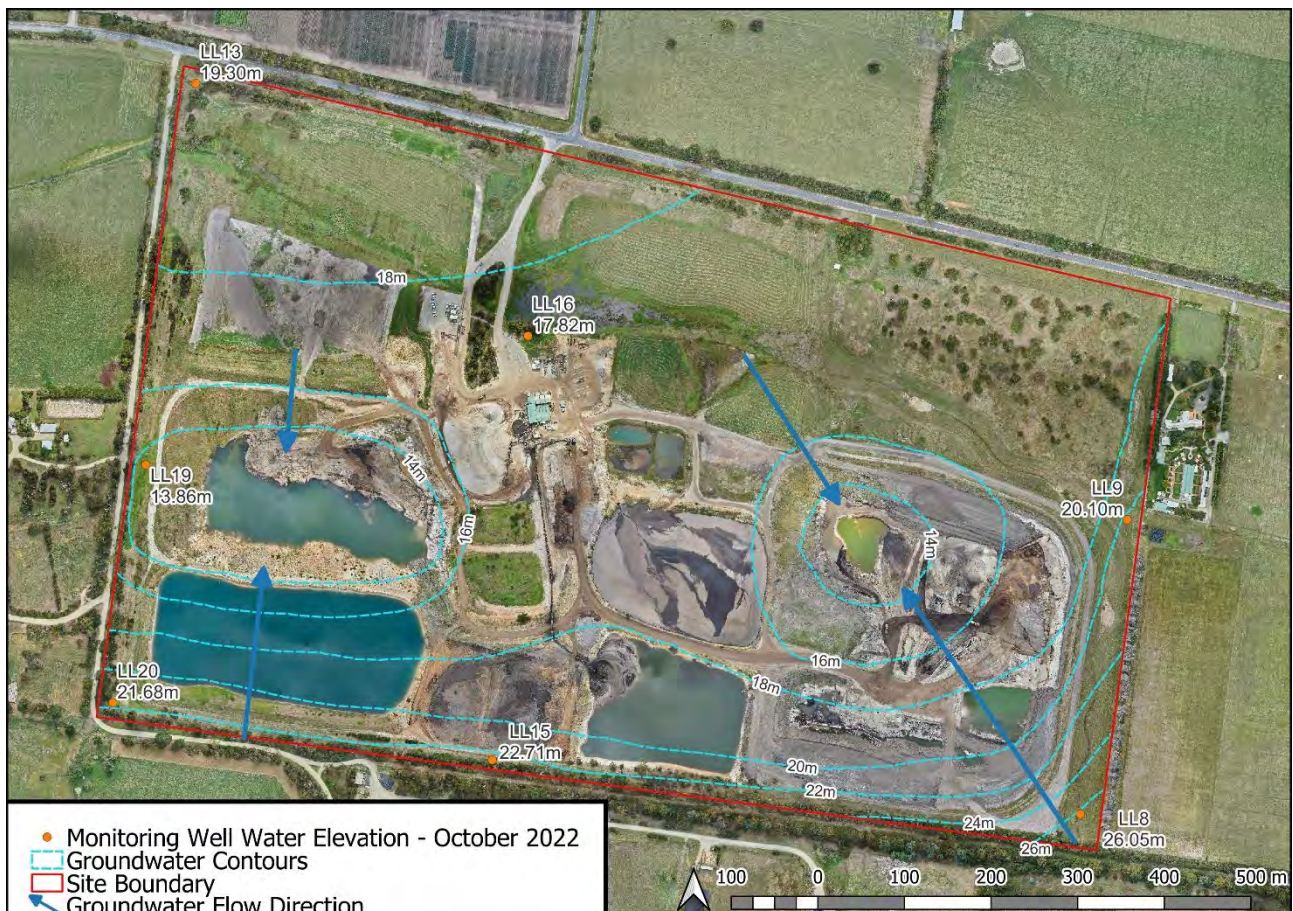 LL13
19.30m
18m
LL16
17.82m
14m
LL19
13.86m
16m
LL9
20.10m
14m
16m
18m
LL20
21.68m
LL15
22.71m
20m
22m
24m
LL8
26.05m
26m
Monitoring Well Water Elevation - October 2022
Groundwater Contours
Site Boundary
Groundwater Flow Direction
100 0 100 200 300 400 500 m